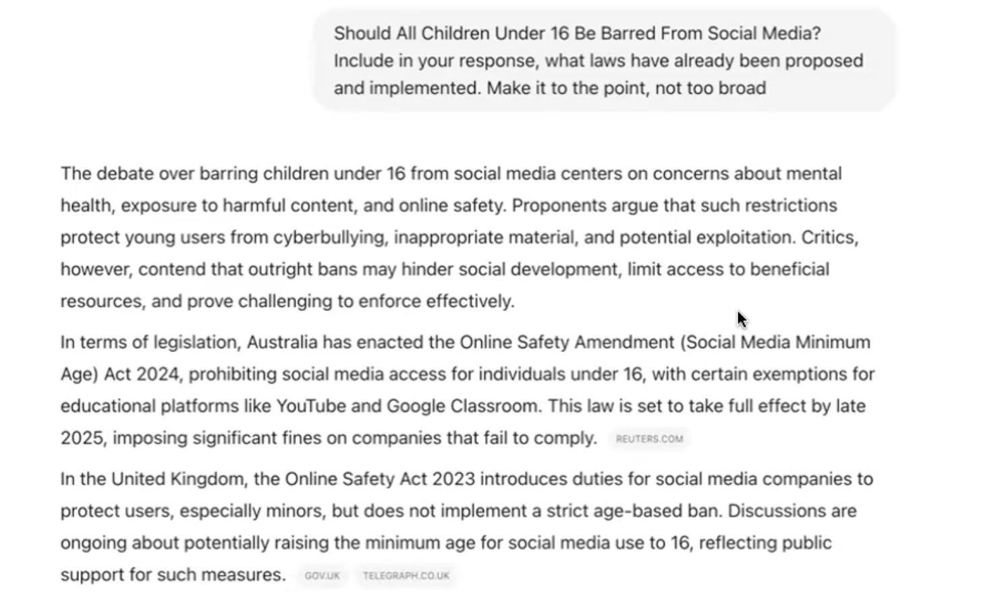 Should All Children Under 16 Be Barred From Social Media?
Include in your response, what laws have already been proposed
and implemented. Make it to the point, not too broad
The debate over barring children under 16 from social media centers on concerns about mental
health, exposure to harmful content, and online safety. Proponents argue that such restrictions
protect young users from cyberbullying, inappropriate material, and potential exploitation. Critics,
however, contend that outright bans may hinder social development, limit access to beneficial
resources, and prove challenging to enforce effectively.
In terms of legislation, Australia has enacted the Online Safety Amendment (Social Media Minimum
Age) Act 2024, prohibiting social media access for individuals under 16, with certain exemptions for
educational platforms like YouTube and Google Classroom. This law is set to take full effect by late
2025, imposing significant fines on companies that fail to comply. REUTERS.COM
In the United Kingdom, the Online Safety Act 2023 introduces duties for social media companies to
protect users, especially minors, but does not implement a strict age-based ban. Discussions are
ongoing about potentially raising the minimum age for social media use to 16, reflecting public
support for such measures. GOV.UK TELEGRAPH.CO.UK